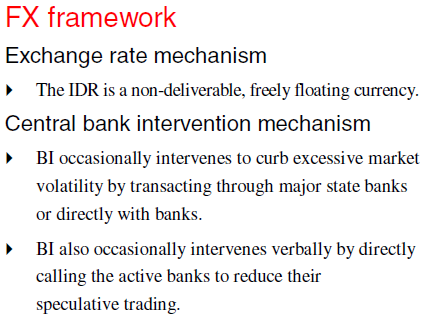 FX framework
Exchange rate mechanism
The IDR is a non-deliverable, freely floating currency.
Central bank intervention mechanism
BI occasionally intervenes to curb excessive market
volatility by transacting through major state banks
or directly with banks.
BI also occasionally intervenes verbally by directly
calling the active banks to reduce their
speculative trading.